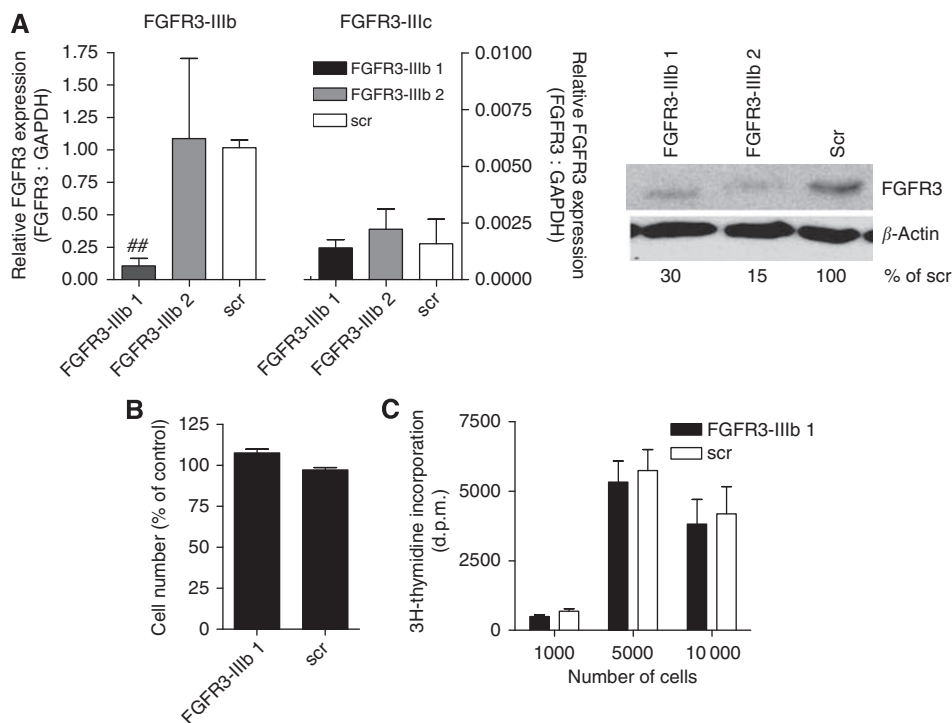 A
FGFR3-IIIb
FGFR3-IIIc
Relative FGFR3 expression
(FGFR3 : GAPDH)
1.75
1.50
1.25
1.00
0.75
0.50
0.25
0.00
##
FGFR3-IIIb 1
FGFR3-IIIb 2
scr
FGFR3-IIIb 1
FGFR3-IIIb 2
scr
0.0100
0.0075
0.0050
0.0025
0.0000
Relative FGFR3 expression
(FGFR3 : GAPDH)
FGFR3-IIIb 1
FGFR3-IIIb 2
scr
FGFR3-IIIb 1
FGFR3-IIIb 2
Scr
FGFR3
β-Actin
30 15 100 % of scr
B
Cell number (% of control)
125
100
75
50
25
0
FGFR3-IIIb 1
scr
C
3H-thymidine incorporation
(d.p.m.)
7500
5000
2500
0
FGFR3-IIIb 1
scr
1000 5000 10 000
Number of cells